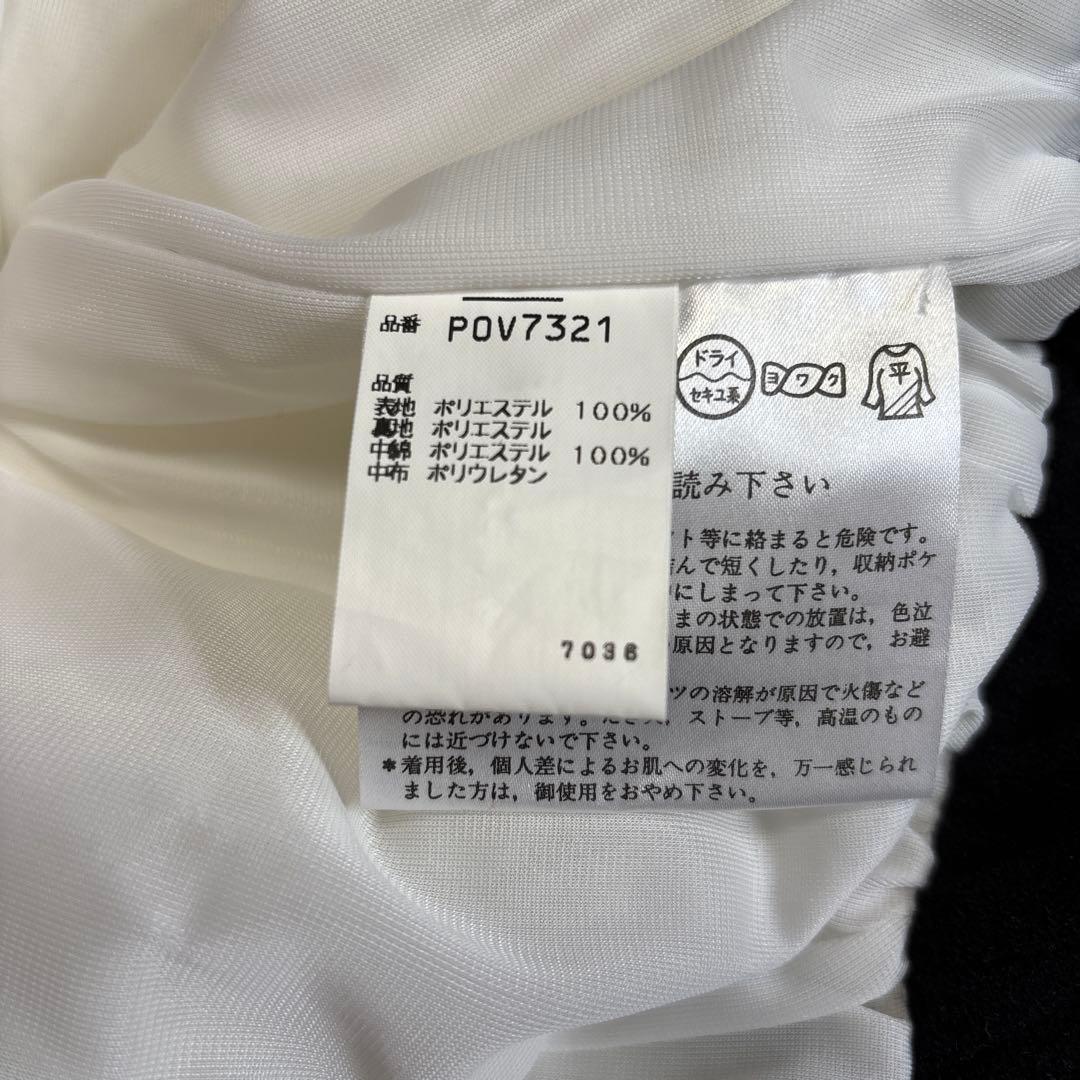 品番 POV7321
品質
表地 ポリエステル 100%
裏地 ポリエステル
中綿 ポリエステル 100%
中布 ポリウレタン
7036
ドライ
セキユ系
ヨワク
平
読み下さい
ト等に絡まると危険です。
んで短くしたり，収納ポケ
にしまって下さい。
まの状態での放置は，色泣
原因となりますので，お避
ツの溶解が原因で火傷など
の恐れがあります。 ，ストーブ等，高温のもの
には近づけないで下さい。
*着用後，個人差によるお肌への変化を，万一感じられ
ました方は，御使用をおやめ下さい。